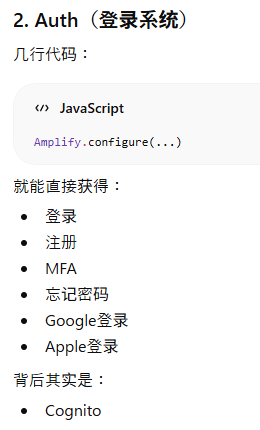 2. Auth（登录系统）
几行代码：
</> JavaScript
Amplify.configure(...)
就能直接获得：
• 登录
• 注册
• MFA
• 忘记密码
• Google登录
• Apple登录
背后其实是：
• Cognito